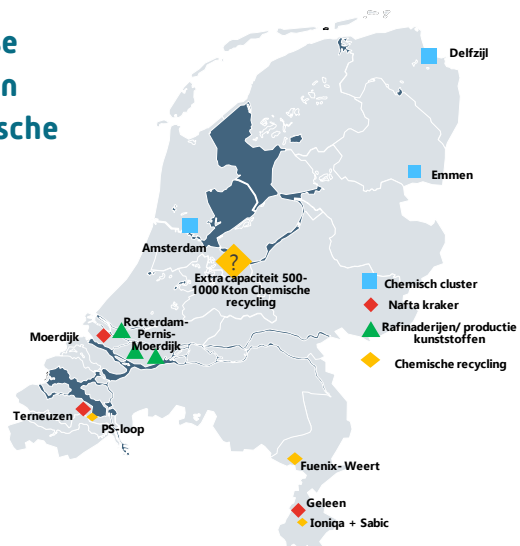 se
n
sche
Delfzijl
Emmen
Amsterdam
?
Extra capaciteit 500-
1000 Kton Chemische
recycling
Chemisch cluster
Nafta kraker
Rafinaderijen/ productie
kunststoffen
Chemische recycling
Rotterdam-
Pernis-
Moerdijk
Moerdijk
Terneuzen
PS-loop
Fuenix- Weert
Geleen
Ioniqa + Sabic